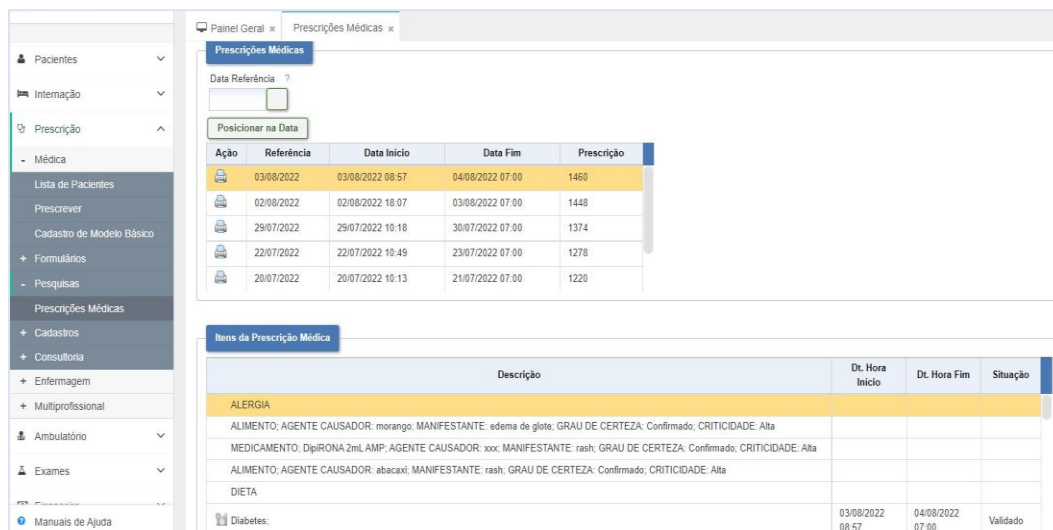 Painel Geral x Prescrições Médicas x
Pacientes
Internação
Prescrição
- Médica
Lista de Pacientes
Prescrever
Cadastro de Modelo Básico
+ Formulários
- Pesquisas
Prescrições Médicas
+ Cadastros
+ Consultoria
+ Enfermagem
+ Multiprofissional
Ambulatório
Exames
Manuais de Ajuda
Prescrições Médicas
Data Referência ?
Posicionar na Data
Ação Referência Data Inicio Data Fim Prescrição
03/08/2022 03/08/2022 08:57 04/08/2022 07:00 1460
02/08/2022 02/08/2022 18:07 03/08/2022 07:00 1448
29/07/2022 29/07/2022 10:18 30/07/2022 07:00 1374
22/07/2022 22/07/2022 10:49 23/07/2022 07:00 1278
20/07/2022 20/07/2022 10:13 21/07/2022 07:00 1220
Itens da Prescrição Médica
Descrição Dt. Hora Inicio Dt. Hora Fim Situação
ALERGIA
ALIMENTO; AGENTE CAUSADOR: morango; MANIFESTANTE: edema de glote; GRAU DE CERTEZA: Confirmado; CRITICIDADE: Alta
MEDICAMENTO; DipiRONA 2mL AMP; AGENTE CAUSADOR: xxx; MANIFESTANTE: rash; GRAU DE CERTEZA: Confirmado; CRITICIDADE: Alta
ALIMENTO; AGENTE CAUSADOR: abacaxi; MANIFESTANTE: rash; GRAU DE CERTEZA: Confirmado; CRITICIDADE: Alta
DIETA
Diabetes; 03/08/2022 08:57 04/08/2022 07:00 Validado